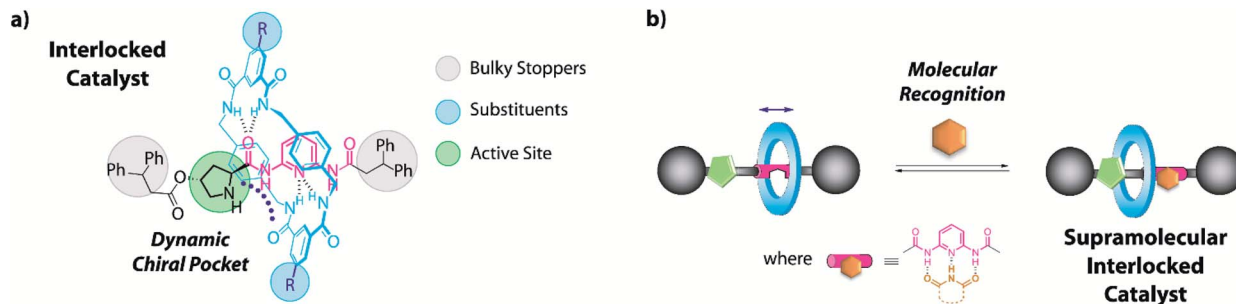 a)
Interlocked
Catalyst
R
O
O
N
H
N
H
Ph
Ph
O
O
N
H
O
N
H
N
N
H
O
Ph
Ph
H
N
H
N
O
O
R
Dynamic
Chiral Pocket
Bulky Stoppers
Substituents
Active Site
b)
Molecular
Recognition
where
O
O
N
H
N
N
H
H
O
N
O
Supramolecular
Interlocked
Catalyst